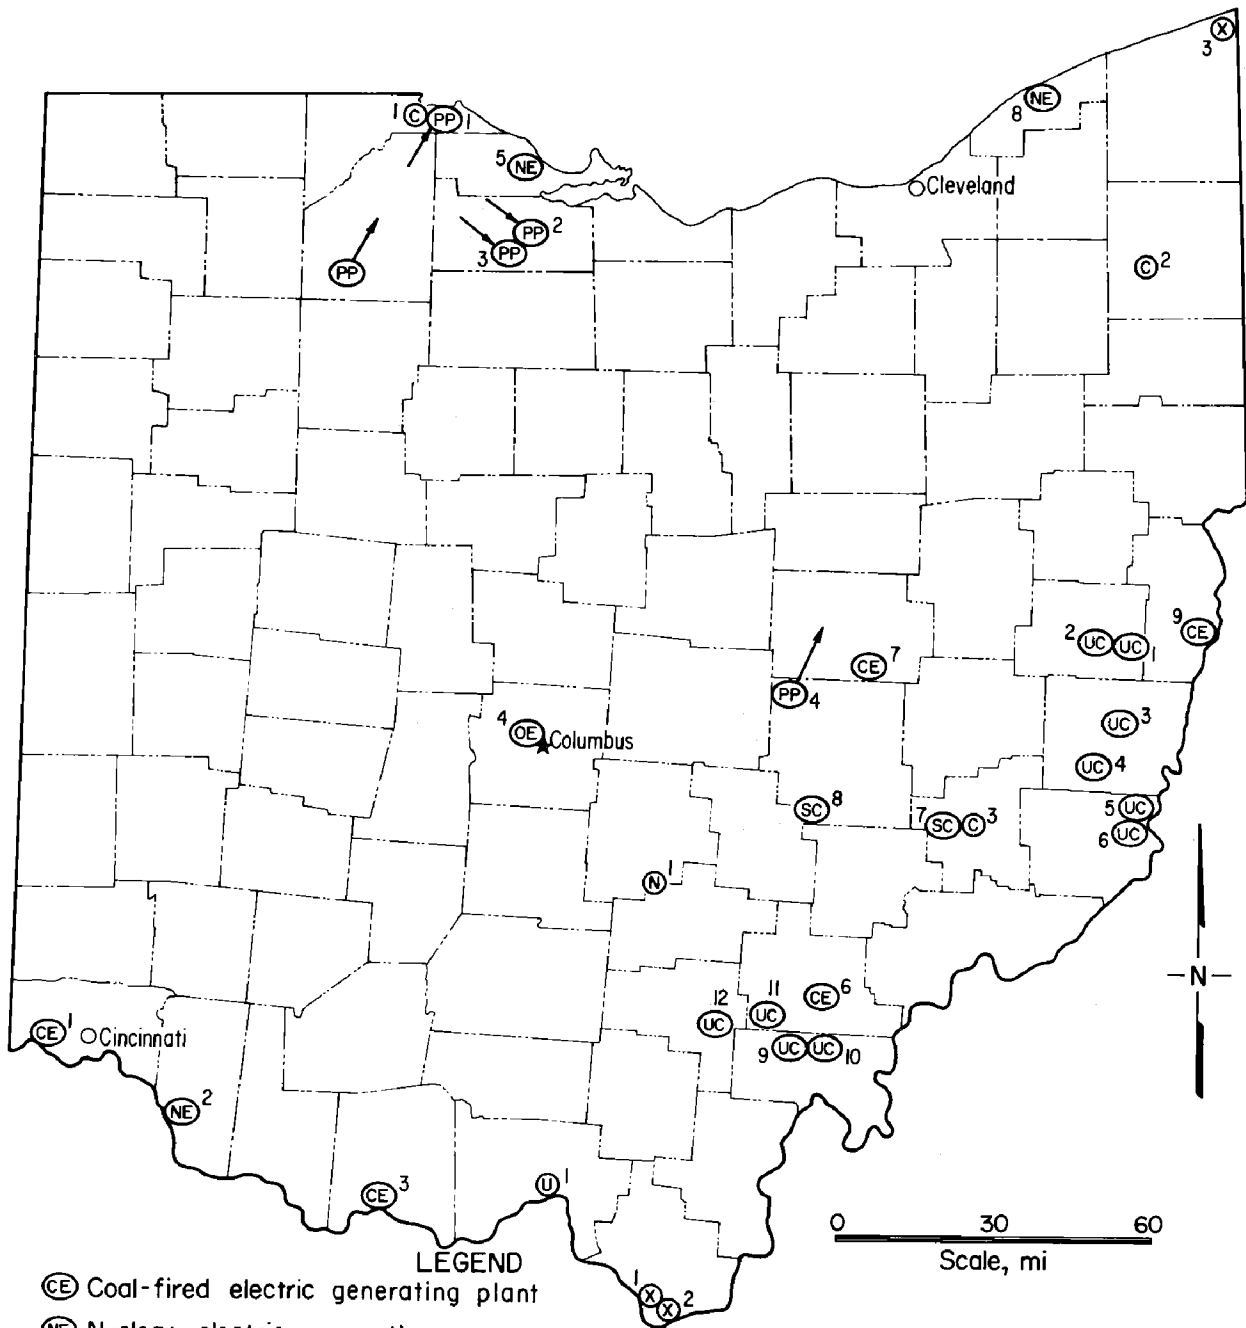 X
3
1 C PP 1
NE
8
5 NE
Cleveland
PP 2
3 PP
PP
C 2
2 UC UC 1
9 CE
CE 7
PP 4
UC 3
4 OE
Columbus
UC 4
SC 8
7 SC C 3
5 UC
6 UC
N 1
N
CE 6
11
UC
12
UC
CE 1
Cincinnati
9 UC UC 10
NE 2
CE 3
U 1
0 30 60
Scale, mi
1 X X 2
LEGEND
CE Coal-fired electric generating plant